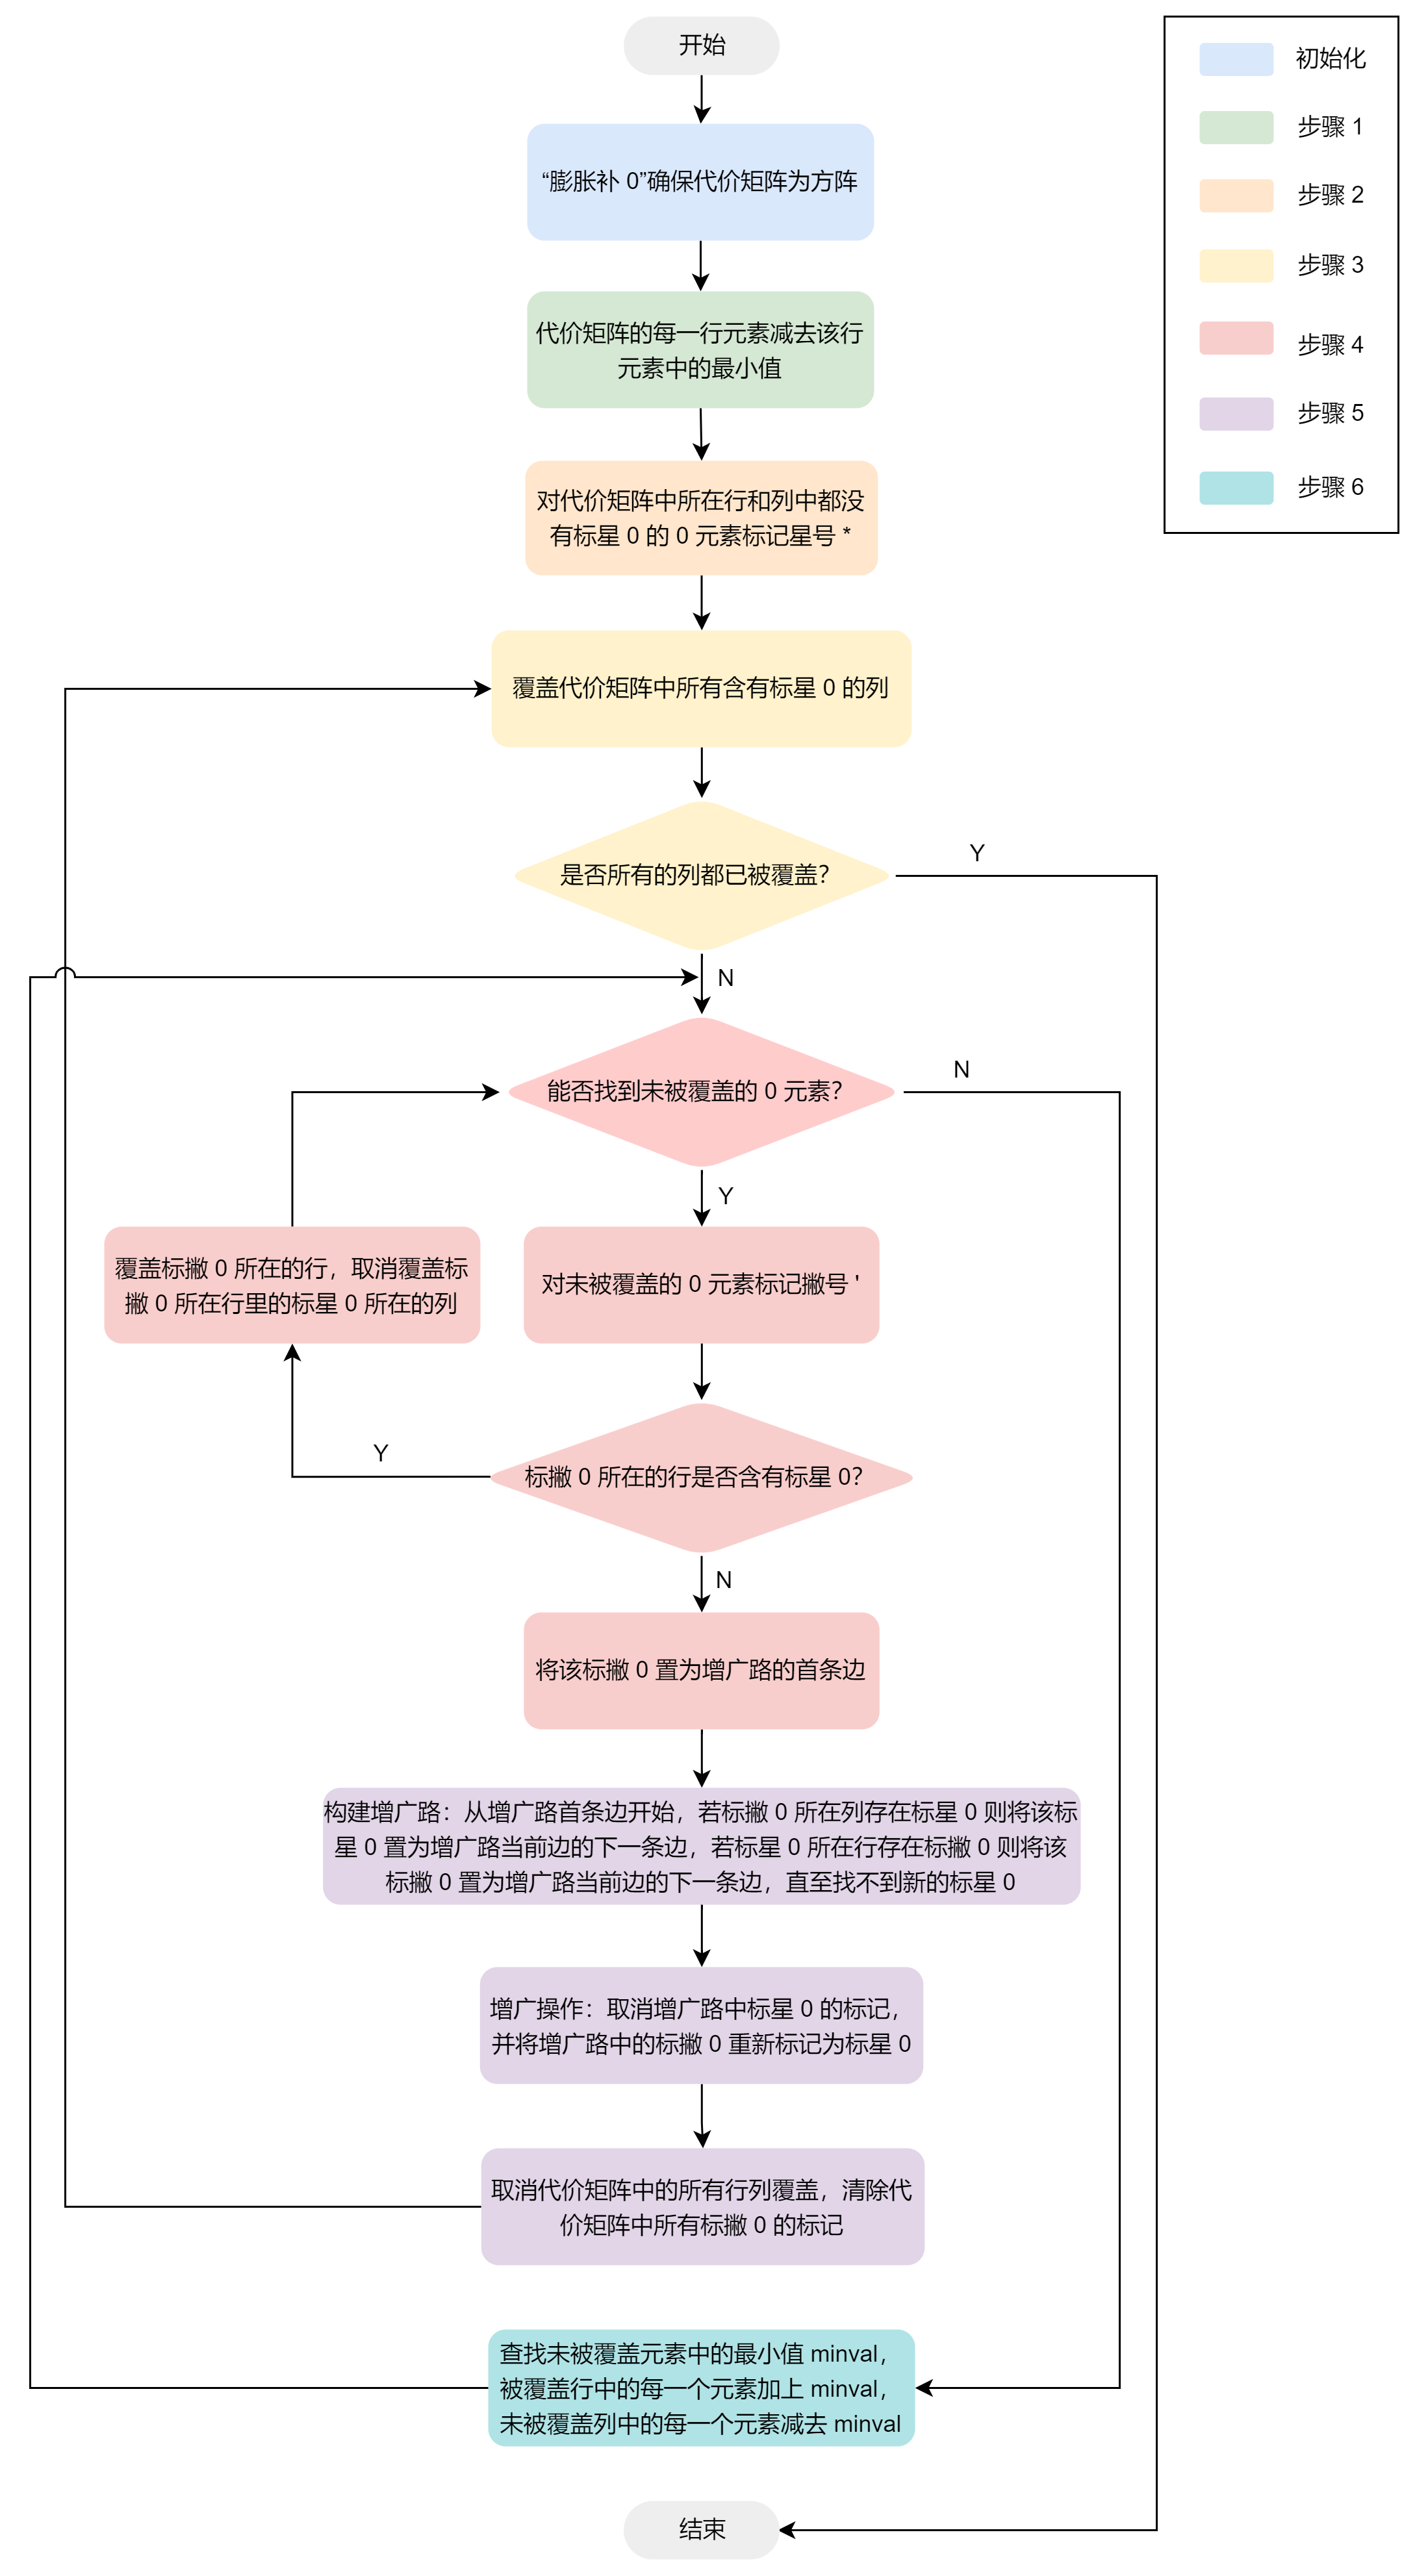 开始
“膨胀补 0”确保代价矩阵为方阵
代价矩阵的每一行元素减去该行
元素中的最小值
对代价矩阵中所在行和列中都没
有标星 0 的 0 元素标记星号 *
覆盖代价矩阵中所有含有标星 0 的列
是否所有的列都已被覆盖?
Y
N
能否找到未被覆盖的 0 元素?
N
Y
覆盖标撇 0 所在的行，取消覆盖标
撇 0 所在行里的标星 0 所在的列
对未被覆盖的 0 元素标记撇号 '
标撇 0 所在的行是否含有标星 0?
Y
N
将该标撇 0 置为增广路的首条边
构建增广路：从增广路首条边开始，若标撇 0 所在列存在标星 0 则将该标
星 0 置为增广路当前边的下一条边，若标星 0 所在行存在标撇 0 则将该
标撇 0 置为增广路当前边的下一条边，直至找不到新的标星 0
增广操作：取消增广路中标星 0 的标记，
并将增广路中的标撇 0 重新标记为标星 0
取消代价矩阵中的所有行列覆盖，清除代
价矩阵中所有标撇 0 的标记
查找未被覆盖元素中的最小值 minval，
被覆盖行中的每一个元素加上 minval，
未被覆盖列中的每一个元素减去 minval
结束
初始化
步骤 1
步骤 2
步骤 3
步骤 4
步骤 5
步骤 6